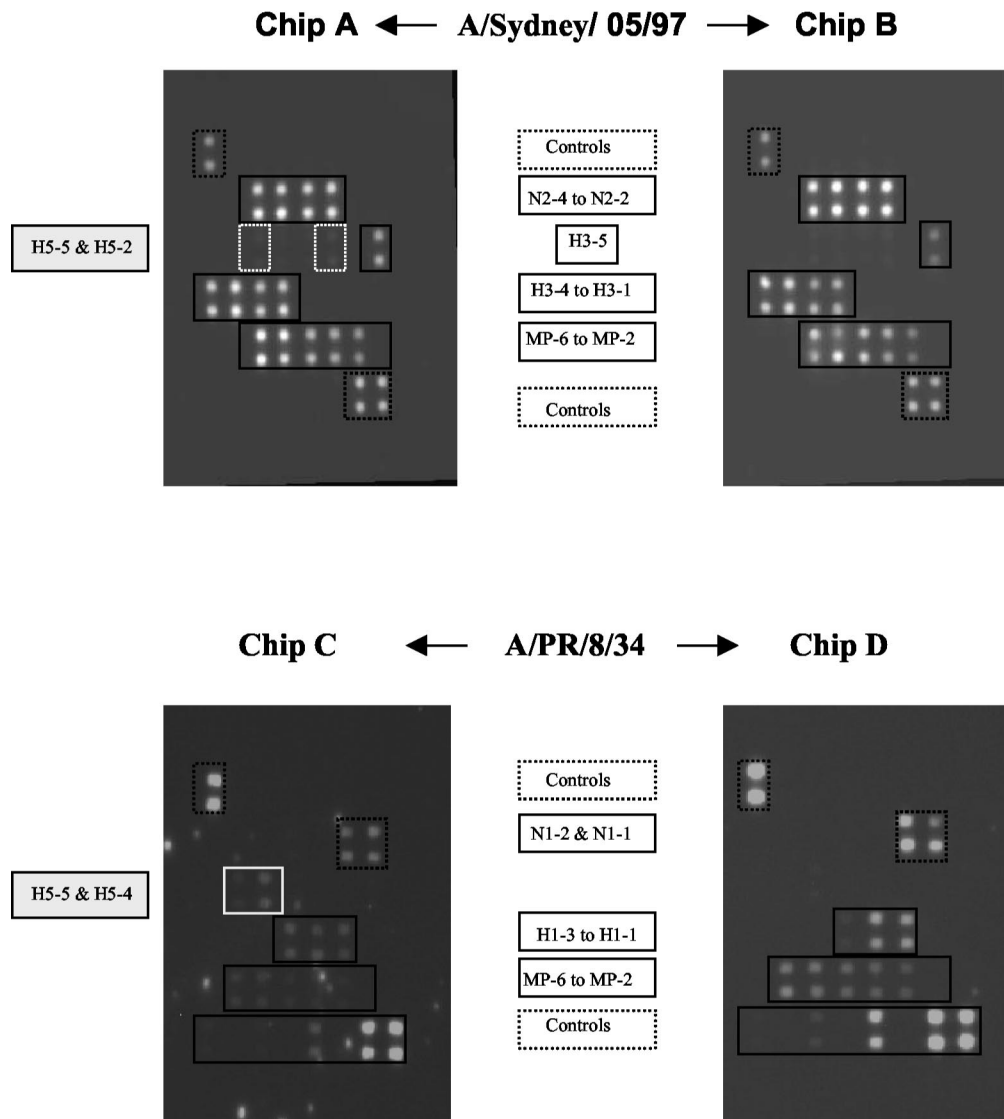 Chip A ← A/Sydney/ 05/97 → Chip B
Controls
N2-4 to N2-2
H5-5 & H5-2
H3-5
H3-4 to H3-1
MP-6 to MP-2
Controls
Chip C ← A/PR/8/34 → Chip D
Controls
N1-2 & N1-1
H5-5 & H5-4
H1-3 to H1-1
MP-6 to MP-2
Controls